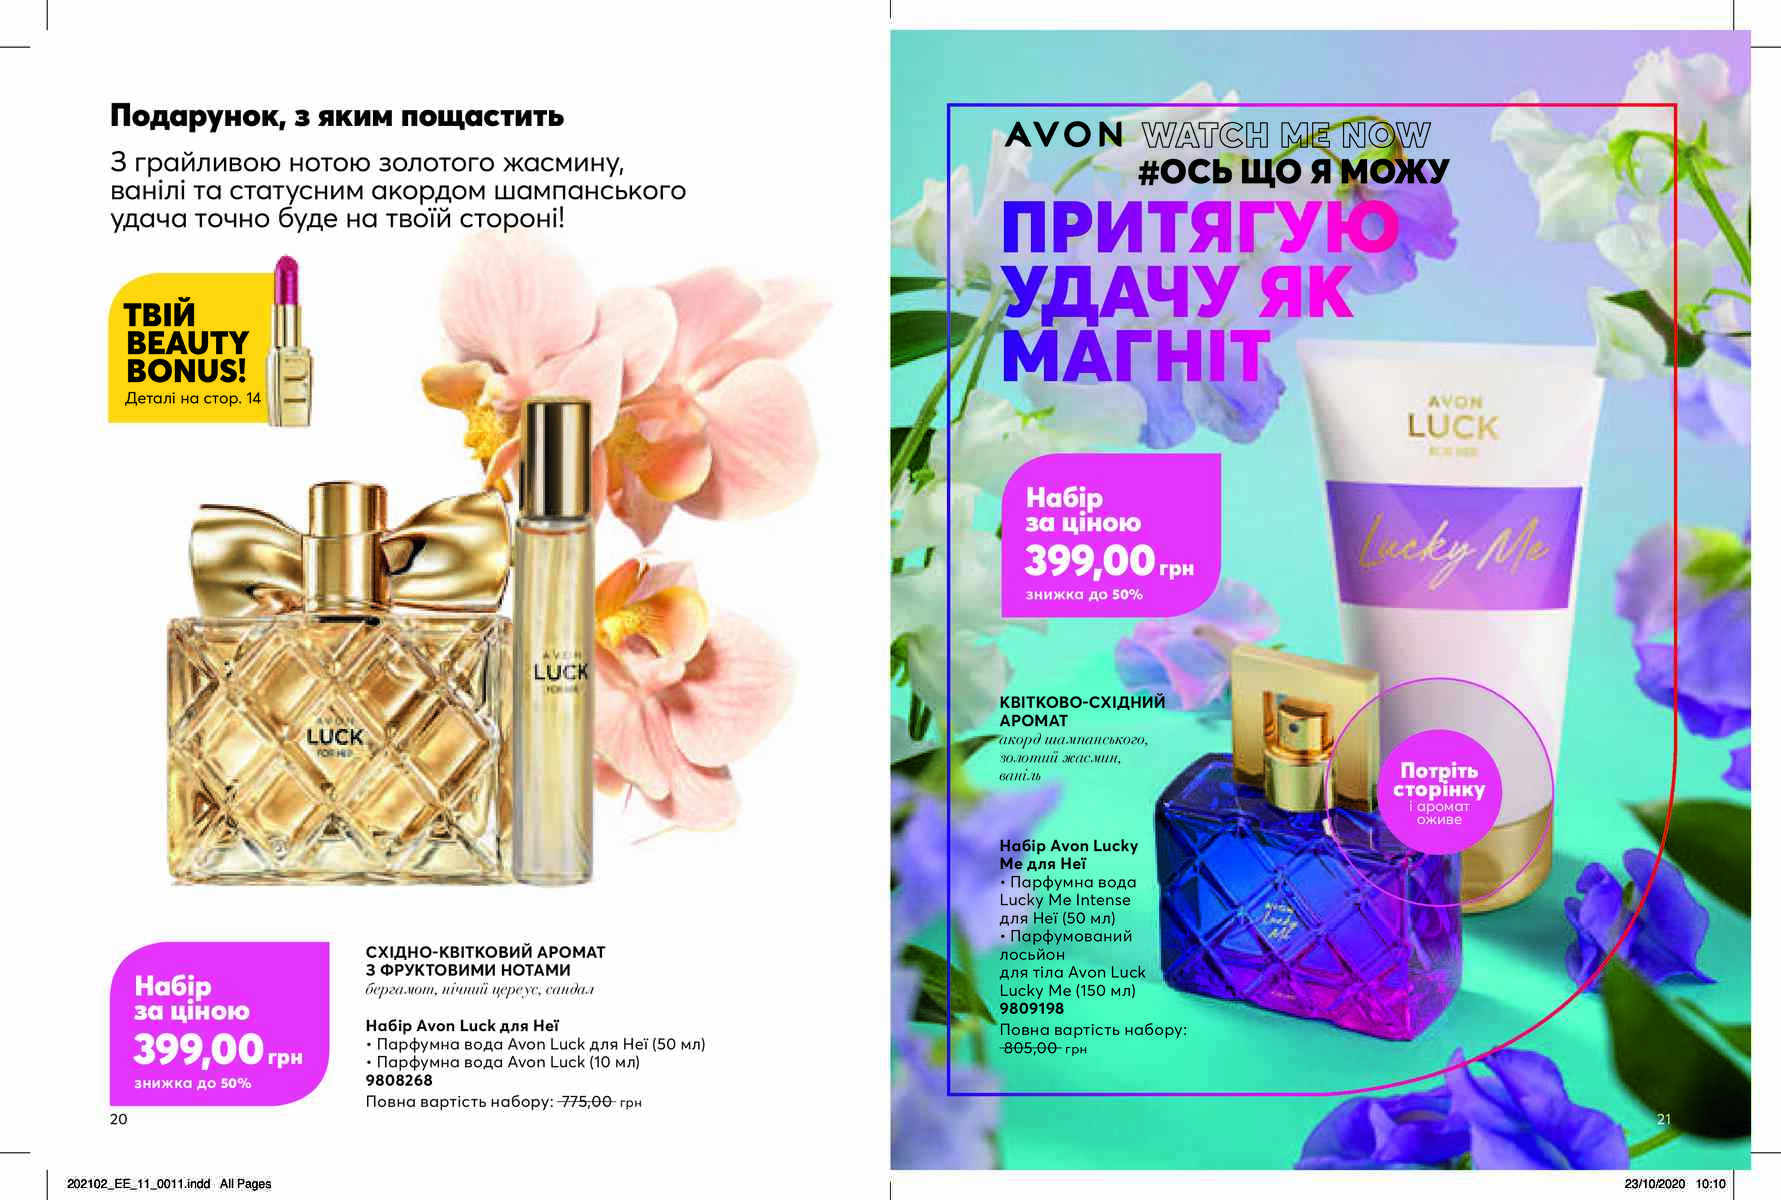 Подарунок, з яким пощастить
З грайливою нотою золотого жасмину,
ванілі та статусним акордом шампанського
удача точно буде на твоїй стороні!
ТВІЙ
BEAUTY
BONUS!
Деталі на стор. 14
AVON
LUCK
FOR HER
AVON
LUCK
FOR HER
Набір
за ціною
399,00 грн
знижка до 50%
СХІДНО-КВІТКОВИЙ АРОМАТ
З ФРУКТОВИМИ НОТАМИ
бергамот, нічний цереус, сандал
Набір Avon Luck для Неї
• Парфумна вода Avon Luck для Неї (50 мл)
• Парфумна вода Avon Luck (10 мл)
9808268
Повна вартість набору: 775,00 грн
20
AVON WATCH ME NOW
#ОСЬ ЩО Я МОЖУ
ПРИТЯГУЮ
УДАЧУ ЯК
МАГНІТ
AVON
LUCK
FOR HER
Lucky Me
Набір
за ціною
399,00 грн
знижка до 50%
КВІТКОВО-СХІДНИЙ
АРОМАТ
акорд шампанського,
золотий жасмин,
ваніль
Потріть
сторінку
і аромат
оживе
AVON
Lucky
Me
Набір Avon Lucky
Me для Неї
• Парфумна вода
Lucky Me Intense
для Неї (50 мл)
• Парфумований
лосьйон
для тіла Avon Luck
Lucky Me (150 мл)
9809198
Повна вартість набору:
805,00 грн
21
202102_EE_11_0011.indd All Pages
23/10/2020 10:10